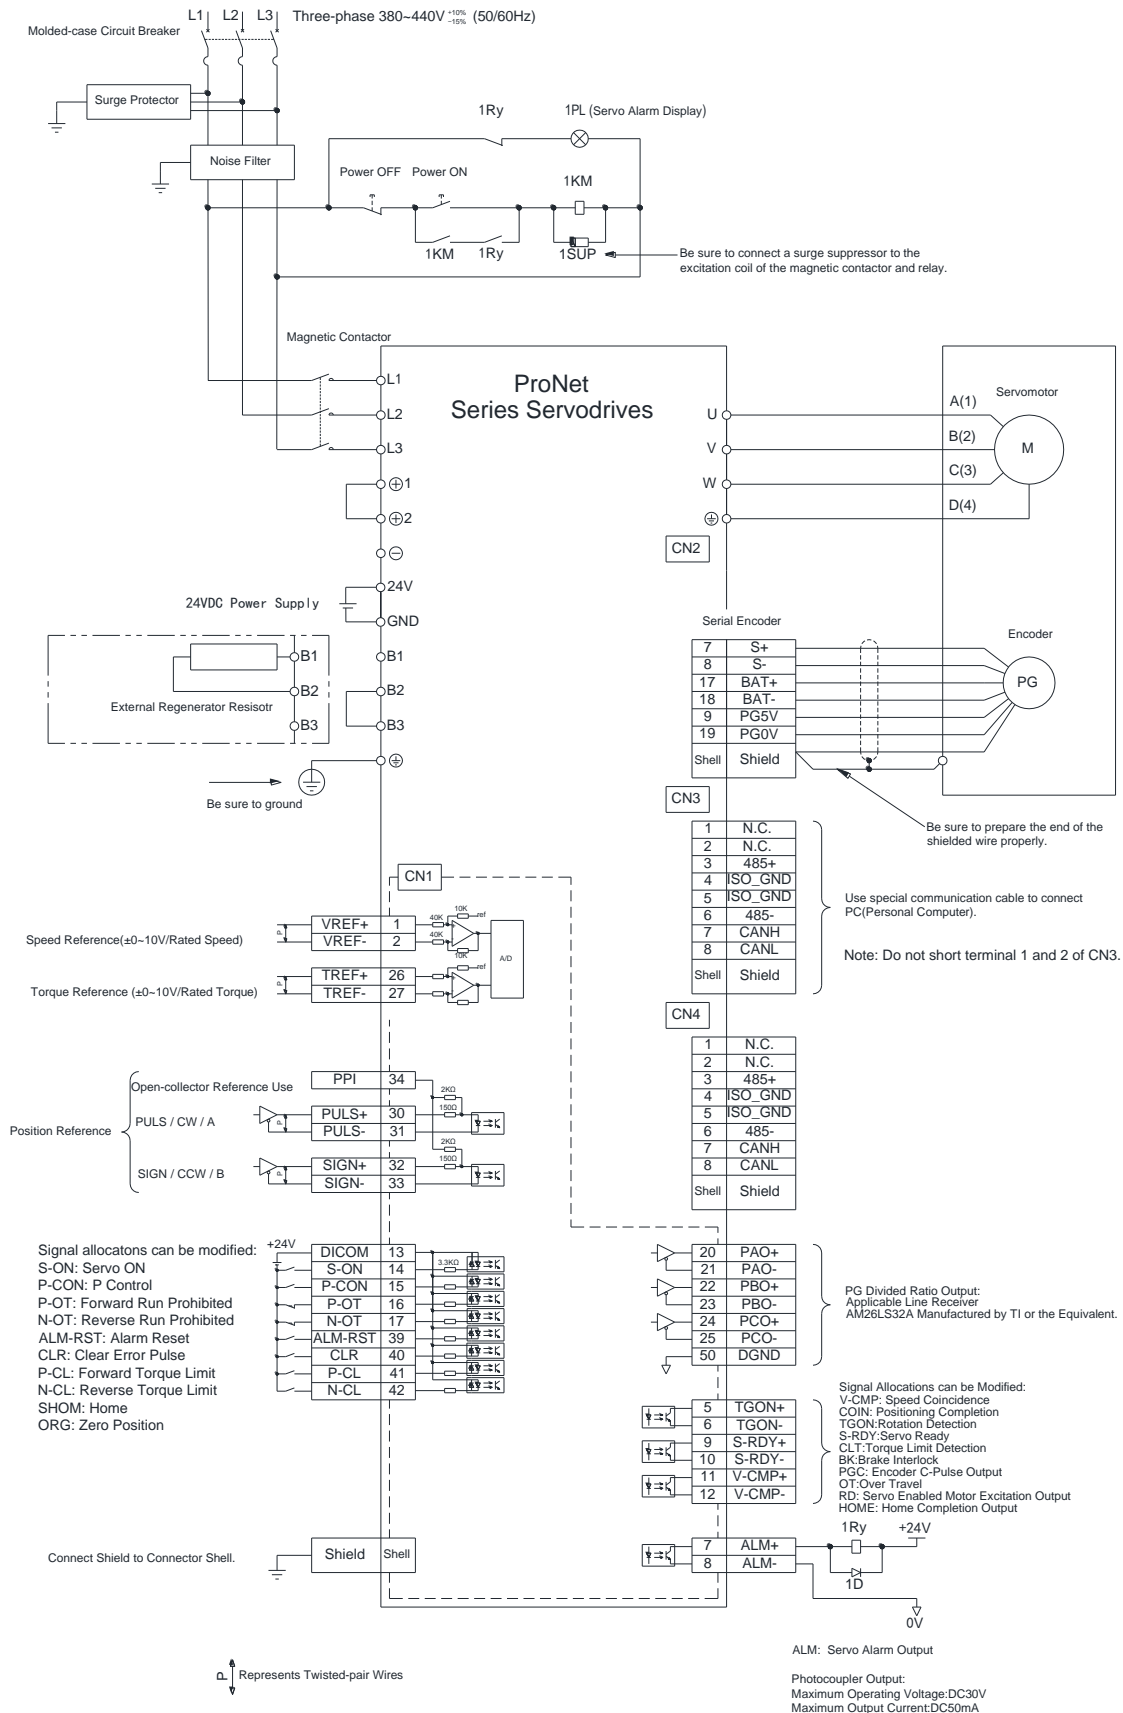 L1 L2 L3 Three-phase 380~440V +10% -15% (50/60Hz)
Molded-case Circuit Breaker
Surge Protector
1Ry 1PL (Servo Alarm Display)
Noise Filter
Power OFF Power ON 1KM
1KM 1Ry 1SUP
Be sure to connect a surge suppressor to the
excitation coil of the magnetic contactor and relay.
Magnetic Contactor
ProNet
Series Servodrives
L1
L2
L3
1
2
24V
24VDC Power Supply
GND
B1 B1
B2 B2
External Regenerator Resisotr
B3 B3
Be sure to ground
U A(1)
V B(2)
W C(3)
D(4)
Servomotor
M
CN2
Serial Encoder
7 S+
8 S-
17 BAT+
18 BAT-
9 PG5V
19 PG0V
Shell Shield
Encoder
PG
Be sure to prepare the end of the
shielded wire properly.
CN3
1 N.C.
2 N.C.
3 485+
4 ISO_GND
5 ISO_GND
6 485-
7 CANH
8 CANL
Shell Shield
Use special communication cable to connect
PC(Personal Computer).
Note: Do not short terminal 1 and 2 of CN3.
CN4
1 N.C.
2 N.C.
3 485+
4 ISO_GND
5 ISO_GND
6 485-
7 CANH
8 CANL
Shell Shield
CN1
Speed Reference(±0~10V/Rated Speed)
P
VREF+ 1
VREF- 2
40K 10K ref
40K 10K
A/D
Torque Reference (±0~10V/Rated Torque)
P
TREF+ 26
TREF- 27
ref
Position Reference
Open-collector Reference Use
PPI 34
2KΩ
PULS / CW / A
P
PULS+ 30
150Ω
PULS- 31
2KΩ
SIGN / CCW / B
P
SIGN+ 32
150Ω
SIGN- 33
Signal allocatons can be modified:
S-ON: Servo ON
P-CON: P Control
P-OT: Forward Run Prohibited
N-OT: Reverse Run Prohibited
ALM-RST: Alarm Reset
CLR: Clear Error Pulse
P-CL: Forward Torque Limit
N-CL: Reverse Torque Limit
SHOM: Home
ORG: Zero Position
+24V
DICOM 13
S-ON 14
3.3KΩ
P-CON 15
P-OT 16
N-OT 17
ALM-RST 39
CLR 40
P-CL 41
N-CL 42
20 PAO+
21 PAO-
22 PBO+
23 PBO-
24 PCO+
25 PCO-
50 DGND
PG Divided Ratio Output:
Applicable Line Receiver
AM26LS32A Manufactured by TI or the Equivalent.
5 TGON+
6 TGON-
9 S-RDY+
10 S-RDY-
11 V-CMP+
12 V-CMP-
Signal Allocations can be Modified:
V-CMP: Speed Coincidence
COIN: Positioning Completion
TGON:Rotation Detection
S-RDY:Servo Ready
CLT:Torque Limit Detection
BK:Brake Interlock
PGC: Encoder C-Pulse Output
OT:Over Travel
RD: Servo Enabled Motor Excitation Output
HOME: Home Completion Output
Connect Shield to Connector Shell.
Shield Shell
7 ALM+
8 ALM-
1Ry +24V
1D
0V
ALM: Servo Alarm Output
P Represents Twisted-pair Wires
Photocoupler Output:
Maximum Operating Voltage:DC30V
Maximum Output Current:DC50mA